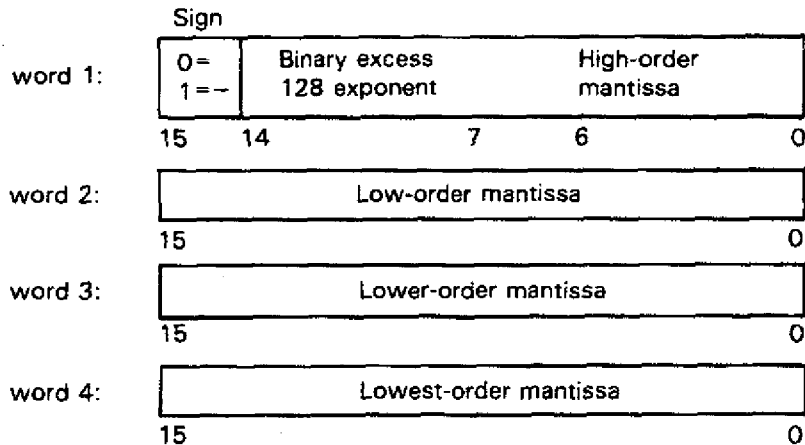 Sign
word 1:
0=
1=-
Binary excess
128 exponent
High-order
mantissa
15 14 7 6 0
word 2:
Low-order mantissa
15 0
word 3:
Lower-order mantissa
15 0
word 4:
Lowest-order mantissa
15 0